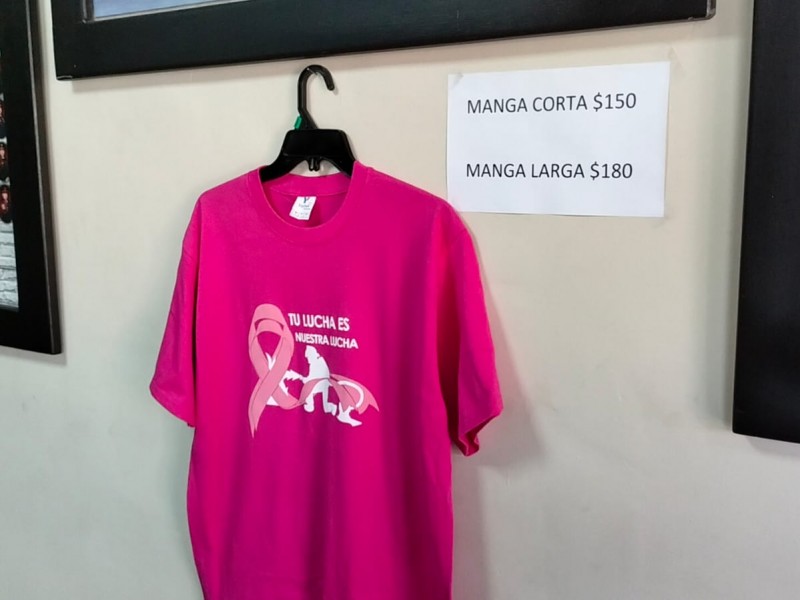 MANGA CORTA $150
MANGA LARGA $180
TU LUCHA ES
NUESTRA LUCHA